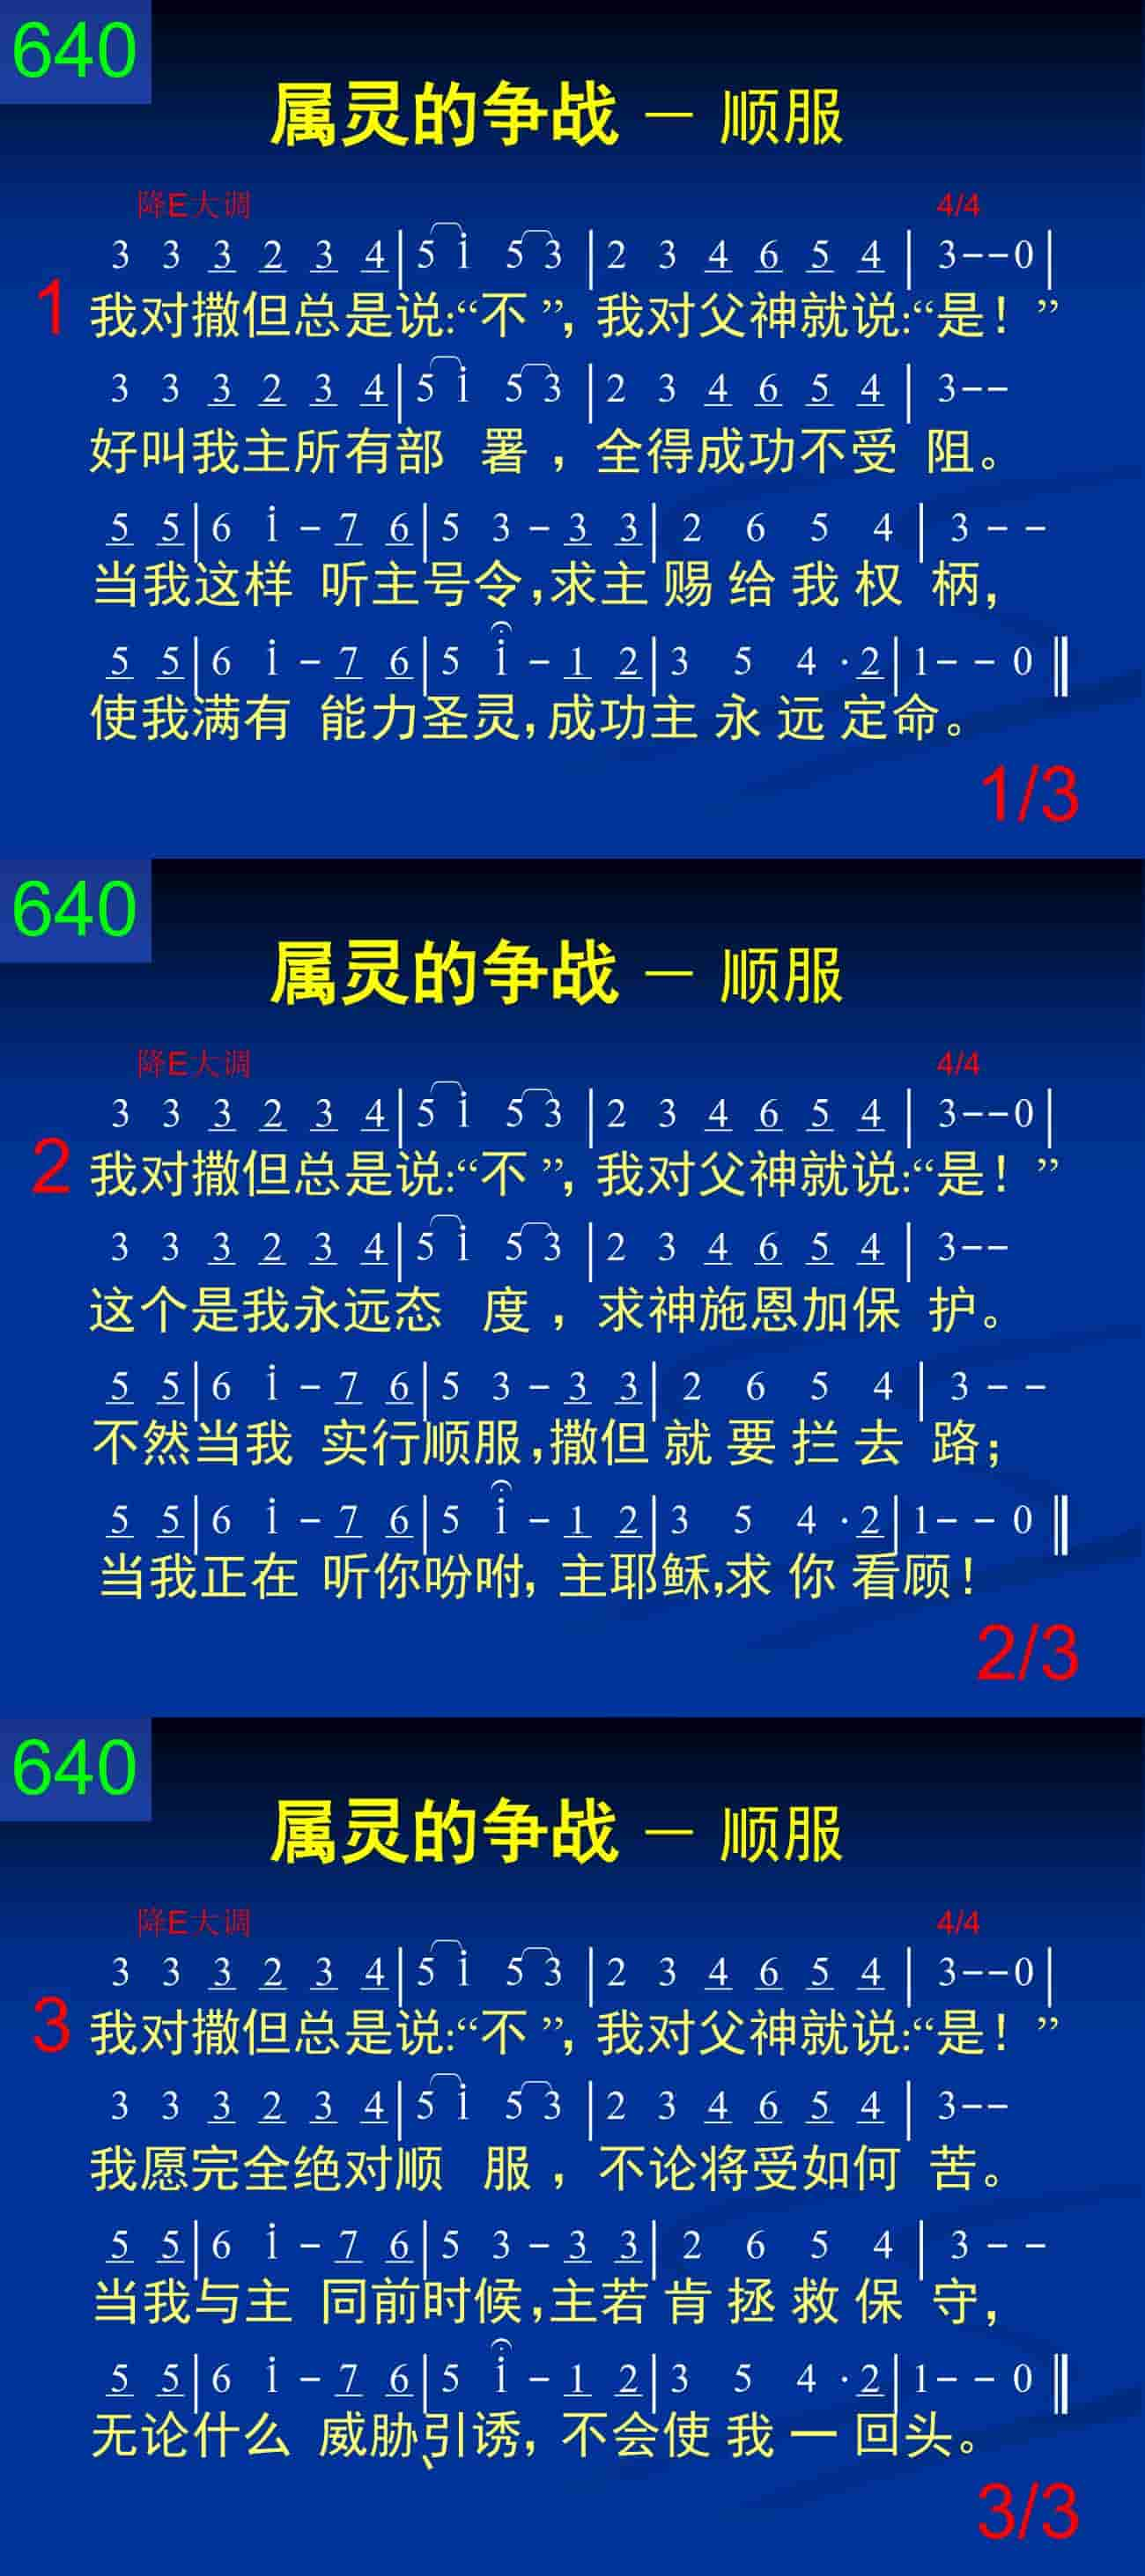 640
属灵的争战 — 顺服
降E大调 4/4
3 3 3 2 3 4|5 i 5 3|2 3 4 6 5 4|3--0|
1 我对撒但总是说:“不 ”, 我对父神就说:“是! ”
3 3 3 2 3 4|5 i 5 3|2 3 4 6 5 4|3--
好叫我主所有部 署 , 全得成功不受 阻。
5 5|6 i - 7 6|5 3 - 3 3|2 6 5 4|3 - -
当我这样 听主号令,求主 赐 给 我 权 柄,
5 5|6 i - 7 6|5 i - 1 2|3 5 4 · 2|1- - 0‖
使我满有 能力圣灵,成功主 永 远 定命。
1/3
640
属灵的争战 — 顺服
降E大调 4/4
3 3 3 2 3 4|5 i 5 3|2 3 4 6 5 4|3--0|
2 我对撒但总是说:“不 ”, 我对父神就说:“是! ”
3 3 3 2 3 4|5 i 5 3|2 3 4 6 5 4|3--
这个是我永远态 度 , 求神施恩加保 护。
5 5|6 i - 7 6|5 3 - 3 3|2 6 5 4|3 - -
不然当我 实行顺服,撒但 就 要 拦 去 路;
5 5|6 i - 7 6|5 i - 1 2|3 5 4 · 2|1- - 0‖
当我正在 听你吩咐, 主耶稣,求 你 看顾!
2/3
640
属灵的争战 — 顺服
降E大调 4/4
3 3 3 2 3 4|5 i 5 3|2 3 4 6 5 4|3--0|
3 我对撒但总是说:“不 ”, 我对父神就说:“是! ”
3 3 3 2 3 4|5 i 5 3|2 3 4 6 5 4|3--
我愿完全绝对顺 服 , 不论将受如何 苦。
5 5|6 i - 7 6|5 3 - 3 3|2 6 5 4|3 - -
当我与主 同前时候,主若 肯 拯 救 保 守,
5 5|6 i - 7 6|5 i - 1 2|3 5 4 · 2|1- - 0‖
无论什么 威胁、引诱, 不会使 我 一 回头。
3/3